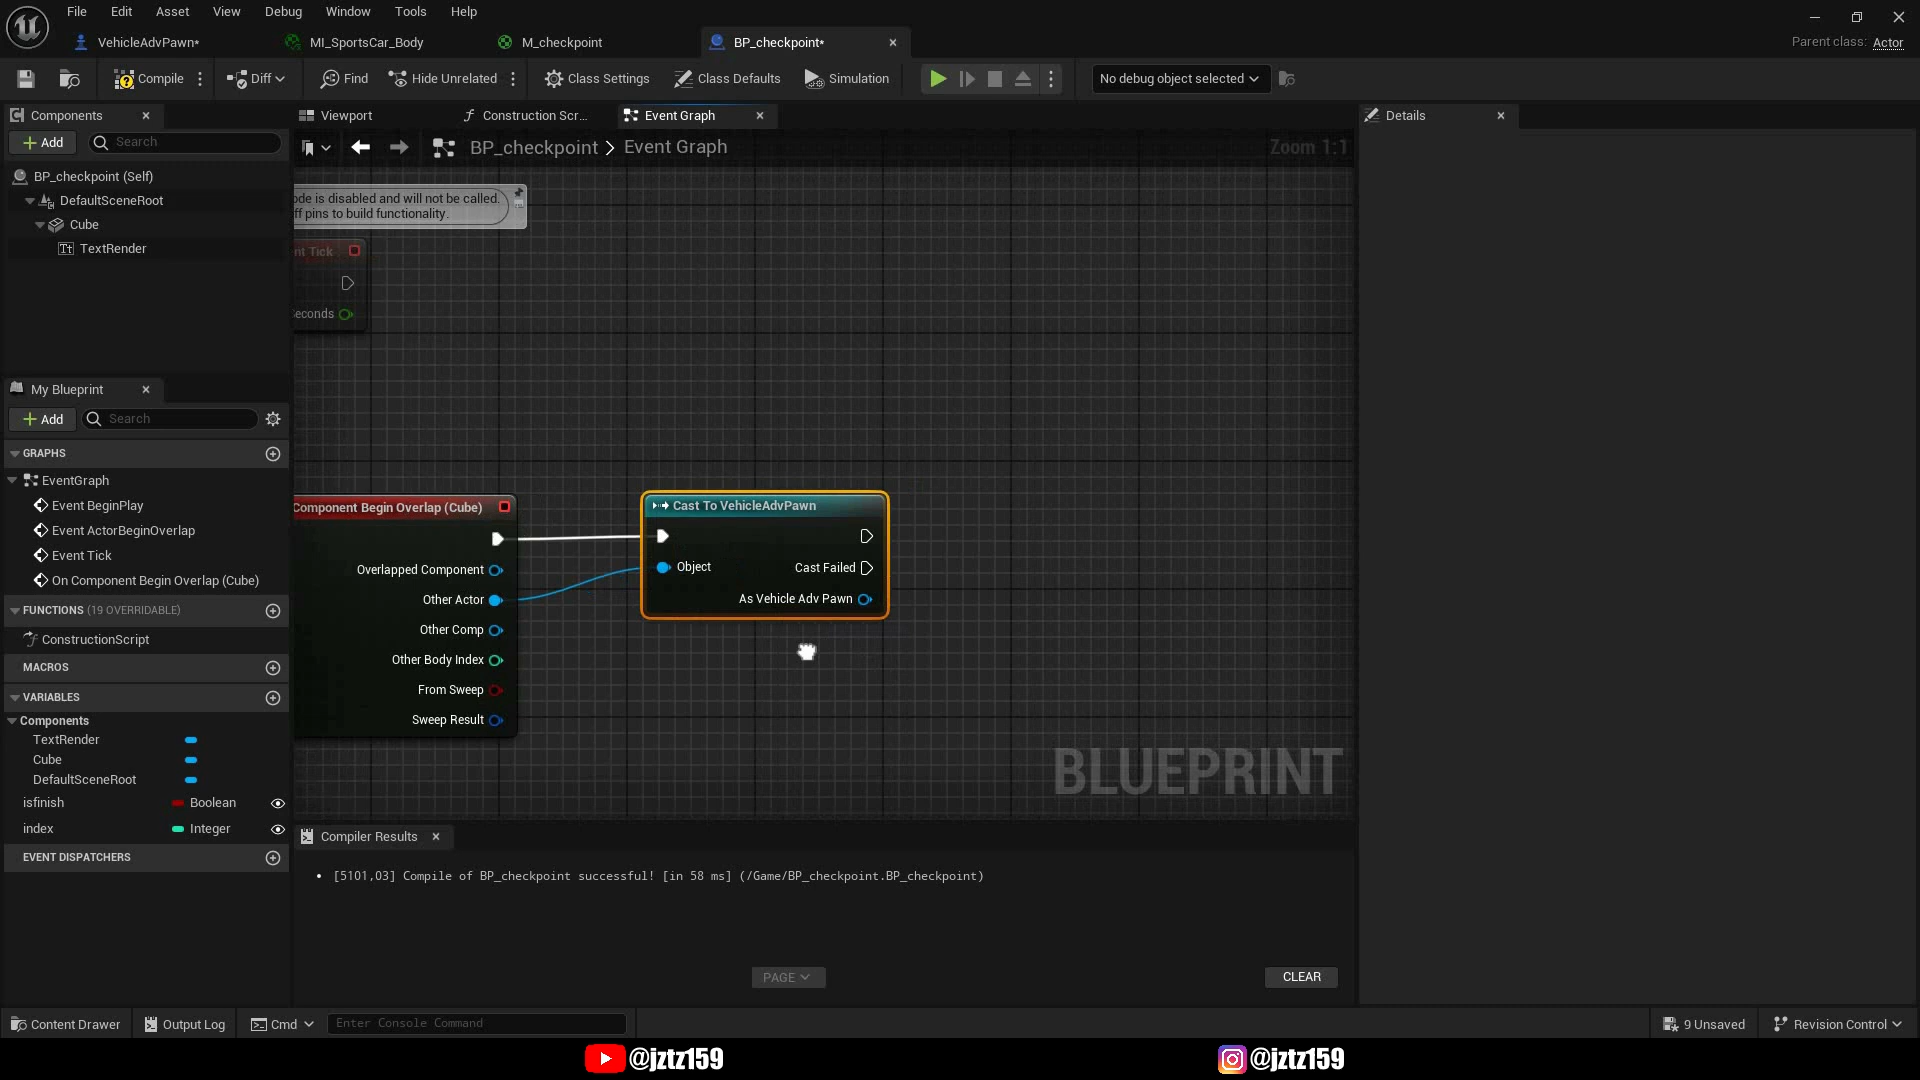 File Edit Asset View Debug Window Tools Help
VehicleAdvPawn* MI_SportsCar_Body M_checkpoint BP_checkpoint* Parent class: Actor
Compile Diff Find Hide Unrelated Class Settings Class Defaults Simulation No debug object selected
Components Viewport Construction Scr... Event Graph Details
Add Search BP_checkpoint > Event Graph Zoom 1:1
BP_checkpoint (Self)
DefaultSceneRoot
Cube
TextRender
ode is disabled and will not be called.
ff pins to build functionality.
nt Tick
Seconds
My Blueprint
Add Search
GRAPHS
EventGraph
Event BeginPlay
Event ActorBeginOverlap
Event Tick
On Component Begin Overlap (Cube)
FUNCTIONS (19 OVERRIDABLE)
ConstructionScript
MACROS
VARIABLES
Components
TextRender
Cube
DefaultSceneRoot
isfinish Boolean
index Integer
EVENT DISPATCHERS
Component Begin Overlap (Cube)
Overlapped Component
Other Actor
Other Comp
Other Body Index
From Sweep
Sweep Result
Cast To VehicleAdvPawn
Object Cast Failed
As Vehicle Adv Pawn
BLUEPRINT
Compiler Results
[5101,03] Compile of BP_checkpoint successful! [in 58 ms] (/Game/BP_checkpoint.BP_checkpoint)
PAGE CLEAR
Content Drawer Output Log Cmd Enter Console Command 9 Unsaved Revision Control
@jztz159 @jztz159